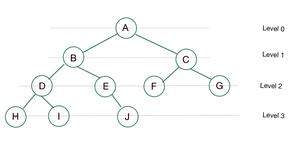 A Level 0
B C Level 1
D E F G Level 2
H I J Level 3